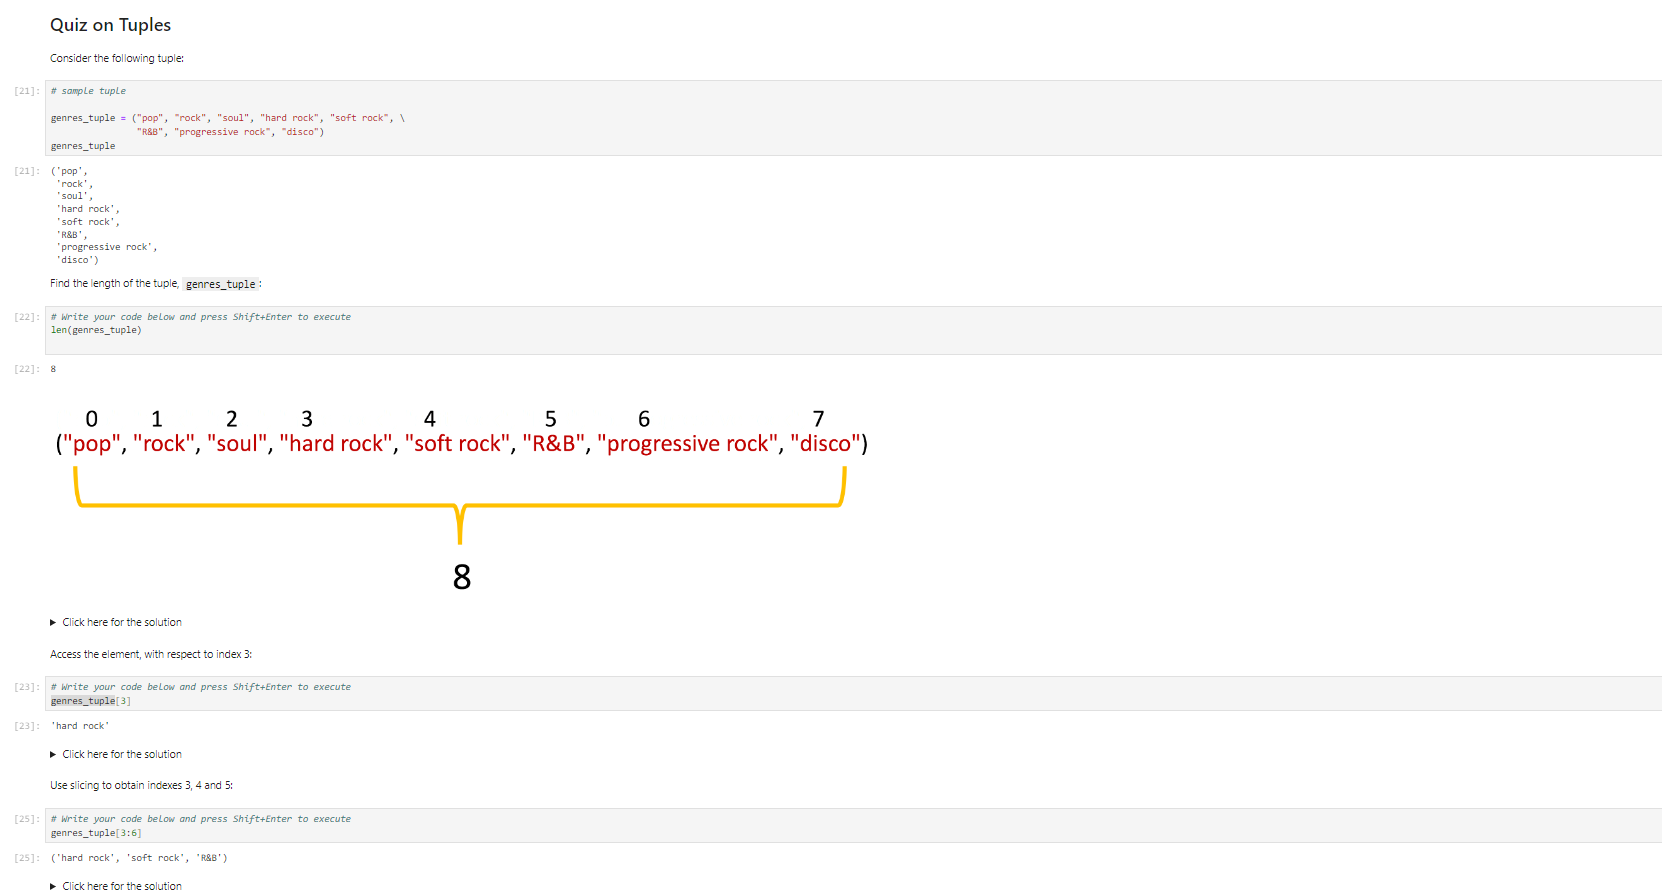 Quiz on Tuples
Consider the following tuple:
[21]: # sample tuple
genres_tuple = ("pop", "rock", "soul", "hard rock", "soft rock", \
"R&B", "progressive rock", "disco")
genres_tuple
[21]: ('pop',
'rock',
'soul',
'hard rock',
'soft rock',
'R&B',
'progressive rock',
'disco')
Find the length of the tuple, genres_tuple :
[22]: # Write your code below and press Shift+Enter to execute
len(genres_tuple)
[22]: 8
0 1 2 3 4 5 6 7
("pop", "rock", "soul", "hard rock", "soft rock", "R&B", "progressive rock", "disco")
8
▶ Click here for the solution
Access the element, with respect to index 3:
[23]: # Write your code below and press Shift+Enter to execute
genres_tuple[3]
[23]: 'hard rock'
▶ Click here for the solution
Use slicing to obtain indexes 3, 4 and 5:
[25]: # Write your code below and press Shift+Enter to execute
genres_tuple[3:6]
[25]: ('hard rock', 'soft rock', 'R&B')
▶ Click here for the solution